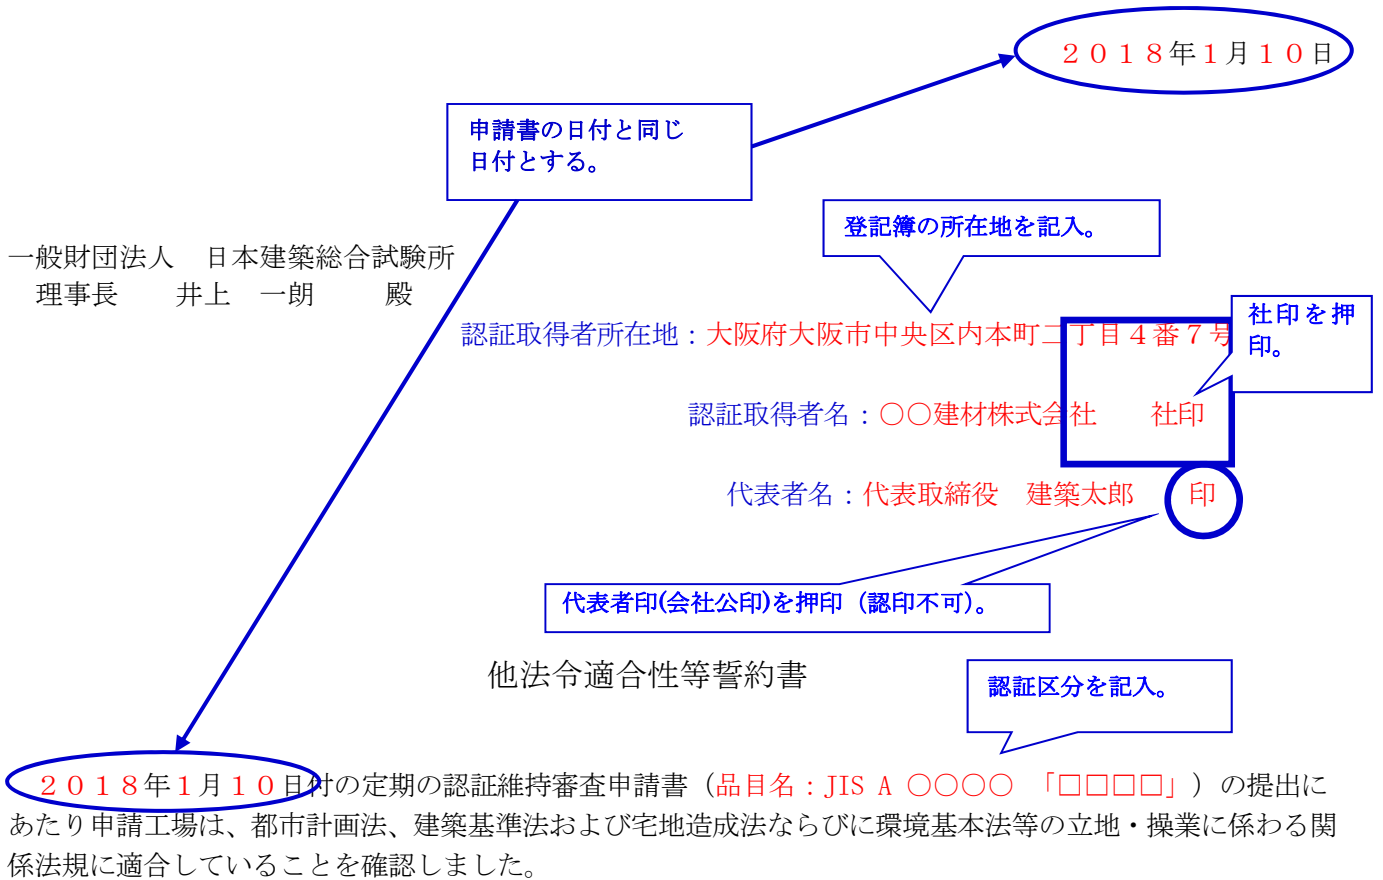 ２０１８年１月１０日
申請書の日付と同じ
日付とする。
登記簿の所在地を記入。
一般財団法人　日本建築総合試験所
理事長　　井上　一朗　　　殿
社印を押
印。
認証取得者所在地：大阪府大阪市中央区内本町二丁目４番７号
認証取得者名：○○建材株式会社　　社印
代表者名：代表取締役　建築太郎　　印
代表者印(会社公印)を押印（認印不可）。
他法令適合性等誓約書
認証区分を記入。
２０１８年１月１０日付の定期の認証維持審査申請書（品目名：JIS A ○○○○　「□□□□」）の提出に
あたり申請工場は、都市計画法、建築基準法および宅地造成法ならびに環境基本法等の立地・操業に係わる関
係法規に適合していることを確認しました。